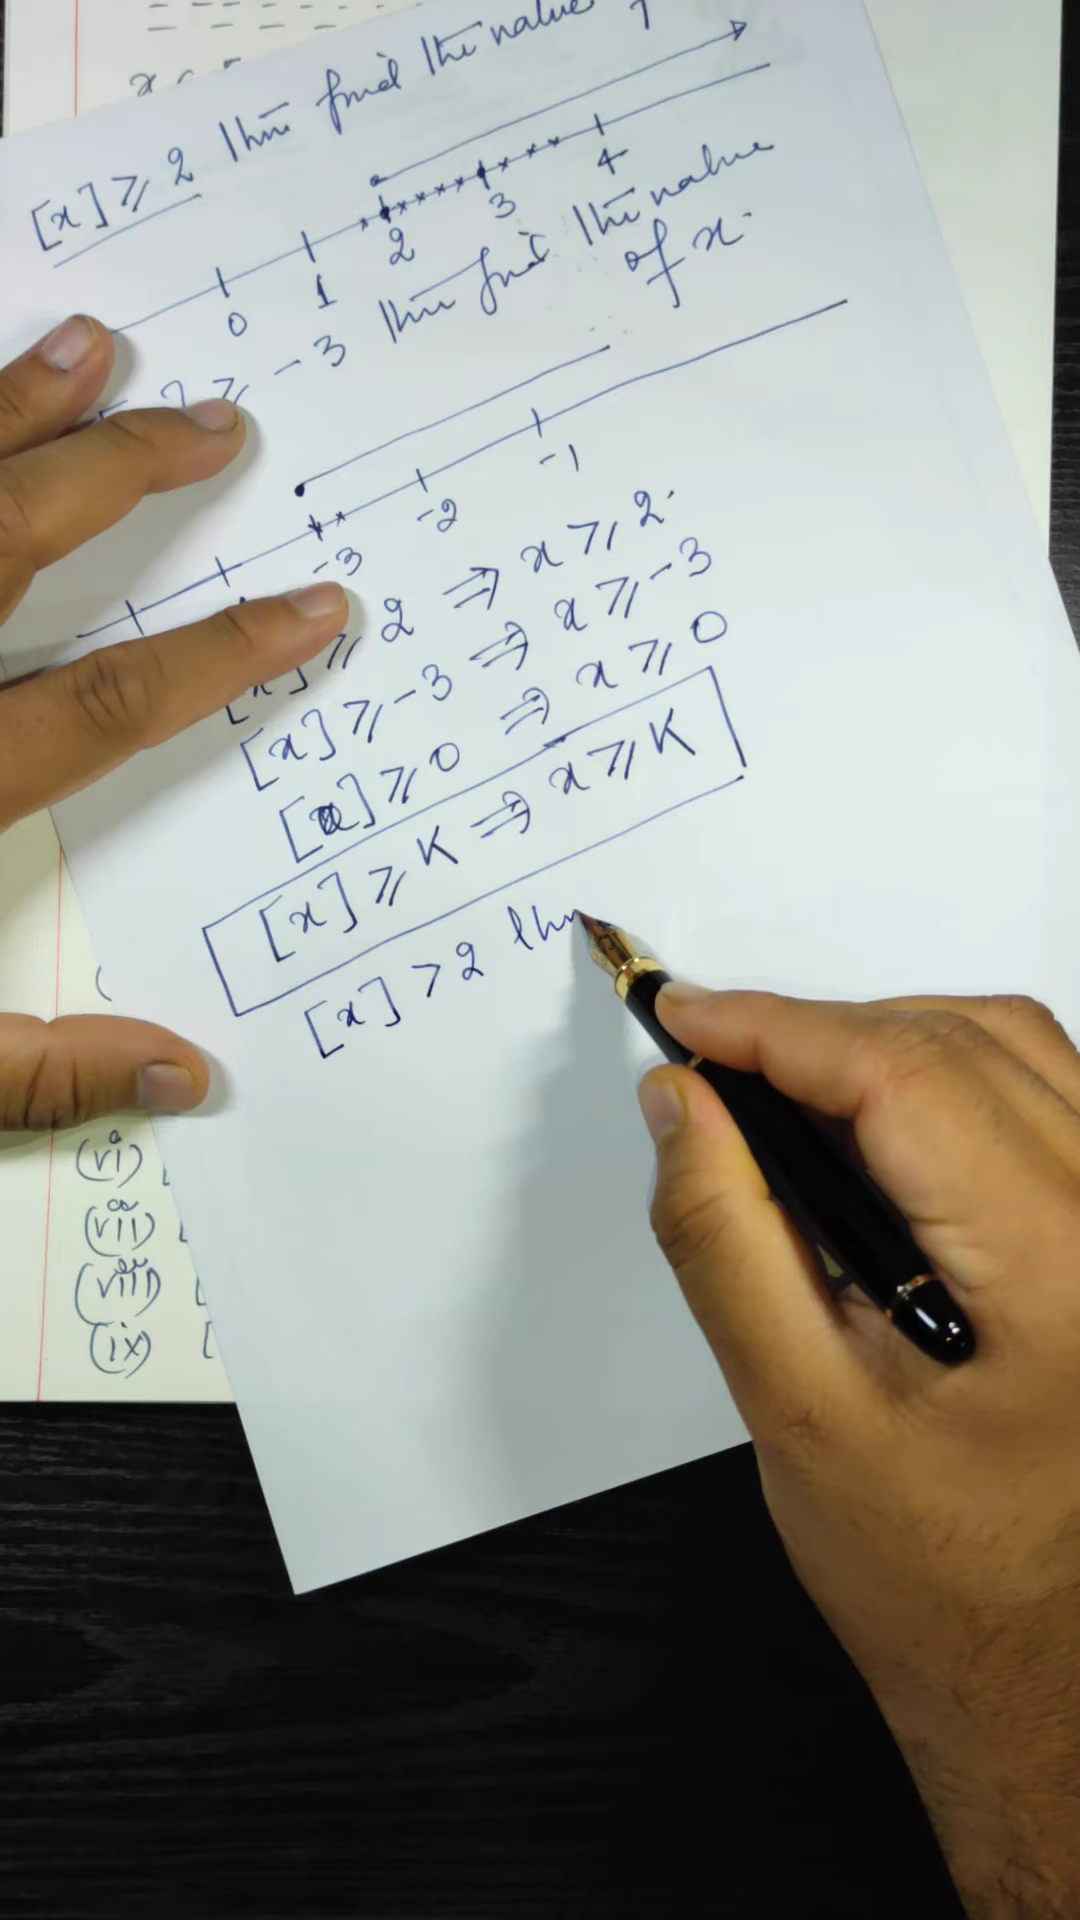 [x] ⩾ 2 then find the value
0 1 2 3 4
⩾ -3 then find the value
of x.
-3 -2 -1
[x] ⩾ 2 ⇒ x ⩾ 2.
[x] ⩾ -3 ⇒ x ⩾ -3
[x] ⩾ 0 ⇒ x ⩾ 0
[x] ⩾ K ⇒ x ⩾ K
[x] > 2 then
(vi) [
(vii) [
(viii) [
(ix) [